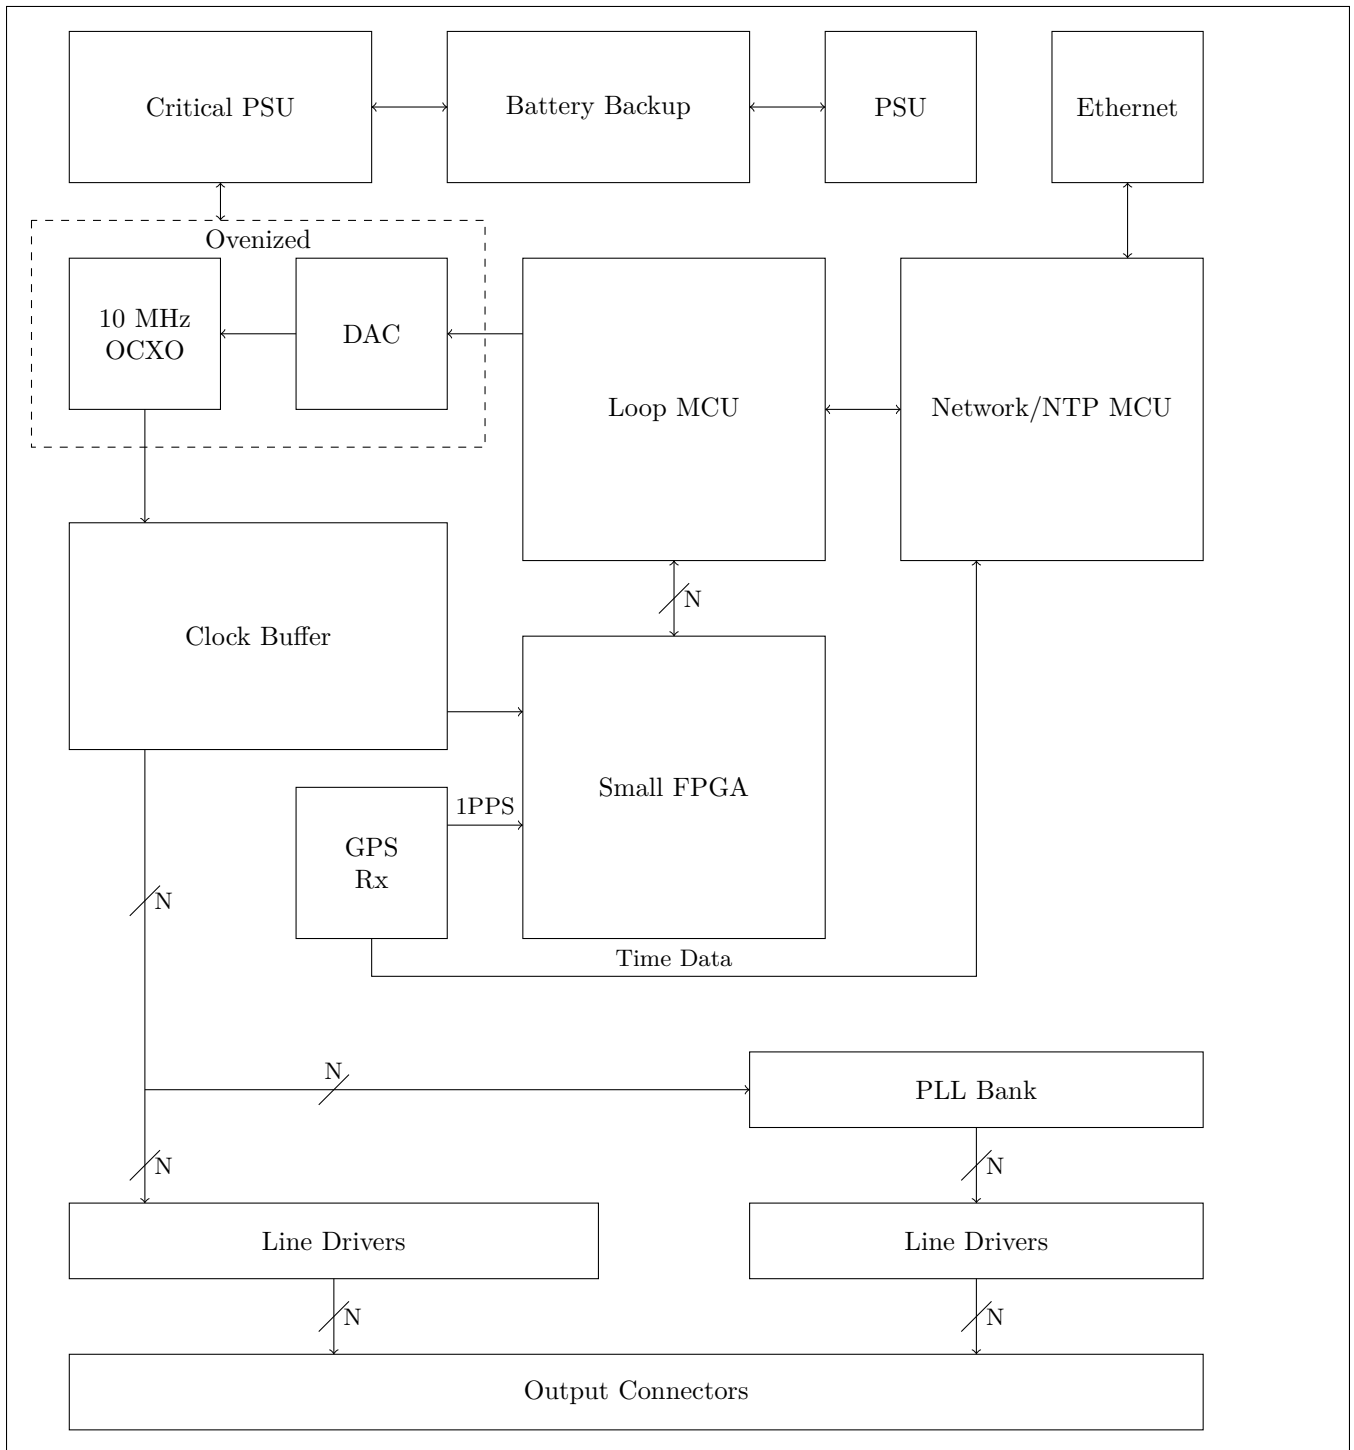 Critical PSU
Battery Backup
PSU
Ethernet
Ovenized
10 MHz
OCXO
DAC
Loop MCU
Network/NTP MCU
N
Clock Buffer
Small FPGA
1PPS
GPS
Rx
N
Time Data
N
PLL Bank
N
N
Line Drivers
Line Drivers
N
N
Output Connectors